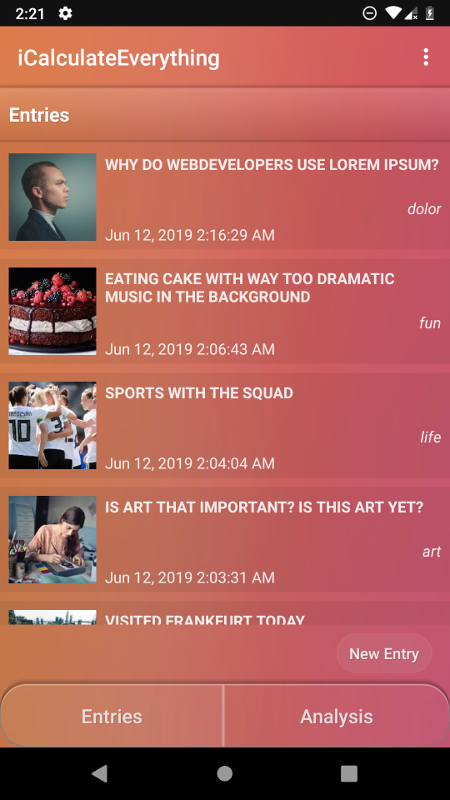 2:21
iCalculateEverything
Entries
WHY DO WEBDEVELOPERS USE LOREM IPSUM?
dolor
Jun 12, 2019 2:16:29 AM
EATING CAKE WITH WAY TOO DRAMATIC
MUSIC IN THE BACKGROUND
fun
Jun 12, 2019 2:06:43 AM
SPORTS WITH THE SQUAD
life
Jun 12, 2019 2:04:04 AM
10
3
IS ART THAT IMPORTANT? IS THIS ART YET?
art
Jun 12, 2019 2:03:31 AM
VISITED FRANKFURT TODAY
New Entry
Entries
Analysis